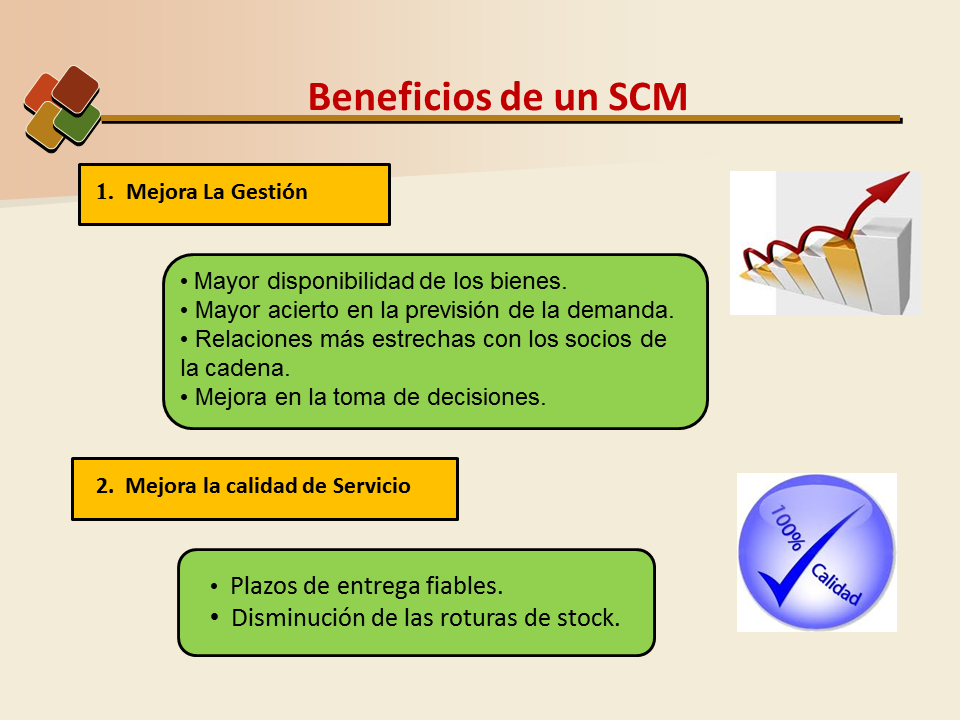 Beneficios de un SCM
1. Mejora La Gestión
• Mayor disponibilidad de los bienes.
• Mayor acierto en la previsión de la demanda.
• Relaciones más estrechas con los socios de
la cadena.
• Mejora en la toma de decisiones.
2. Mejora la calidad de Servicio
100%
Calidad
• Plazos de entrega fiables.
• Disminución de las roturas de stock.